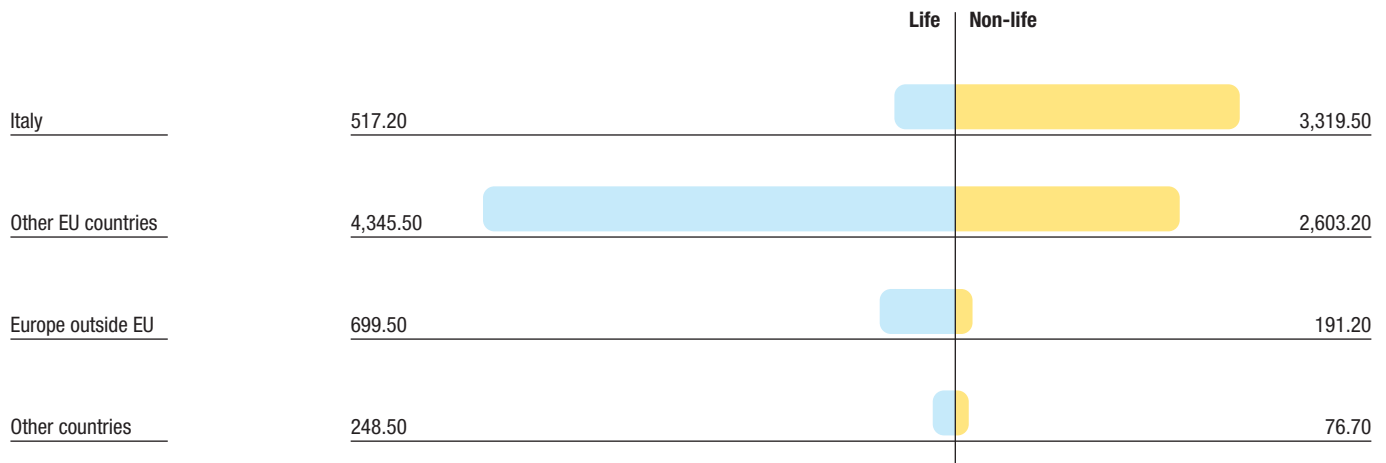 Life Non-life
Italy 517.20 3,319.50
Other EU countries 4,345.50 2,603.20
Europe outside EU 699.50 191.20
Other countries 248.50 76.70